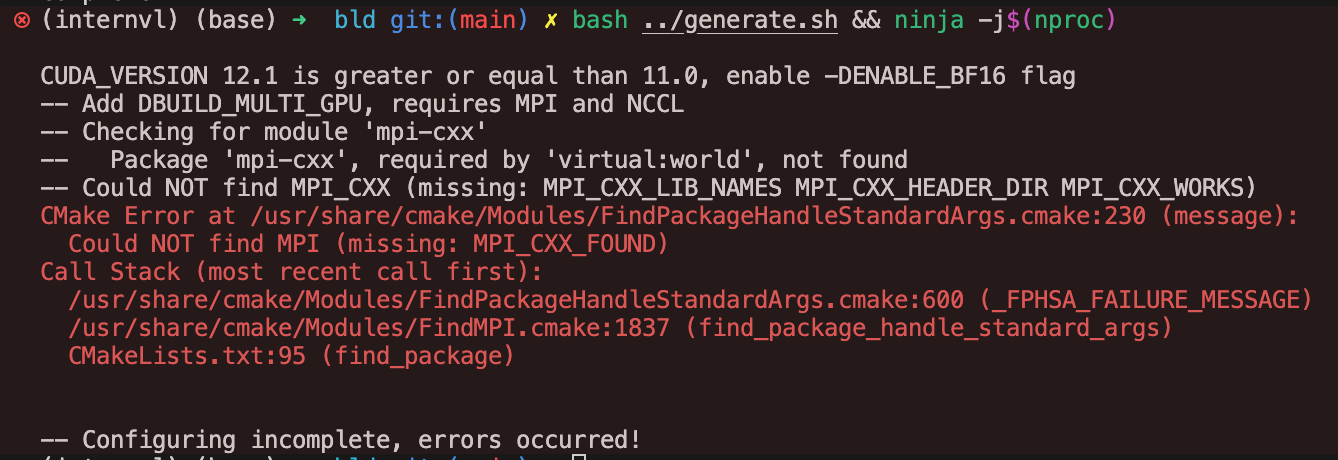 ⊗ (internvl) (base) ➜ bld git:(main) ✗ bash ../generate.sh && ninja -j$(nproc)
CUDA_VERSION 12.1 is greater or equal than 11.0, enable -DENABLE_BF16 flag
-- Add DBUILD_MULTI_GPU, requires MPI and NCCL
-- Checking for module 'mpi-cxx'
--   Package 'mpi-cxx', required by 'virtual:world', not found
-- Could NOT find MPI_CXX (missing: MPI_CXX_LIB_NAMES MPI_CXX_HEADER_DIR MPI_CXX_WORKS)
CMake Error at /usr/share/cmake/Modules/FindPackageHandleStandardArgs.cmake:230 (message):
  Could NOT find MPI (missing: MPI_CXX_FOUND)
Call Stack (most recent call first):
  /usr/share/cmake/Modules/FindPackageHandleStandardArgs.cmake:600 (_FPHSA_FAILURE_MESSAGE)
  /usr/share/cmake/Modules/FindMPI.cmake:1837 (find_package_handle_standard_args)
  CMakeLists.txt:95 (find_package)
-- Configuring incomplete, errors occurred!